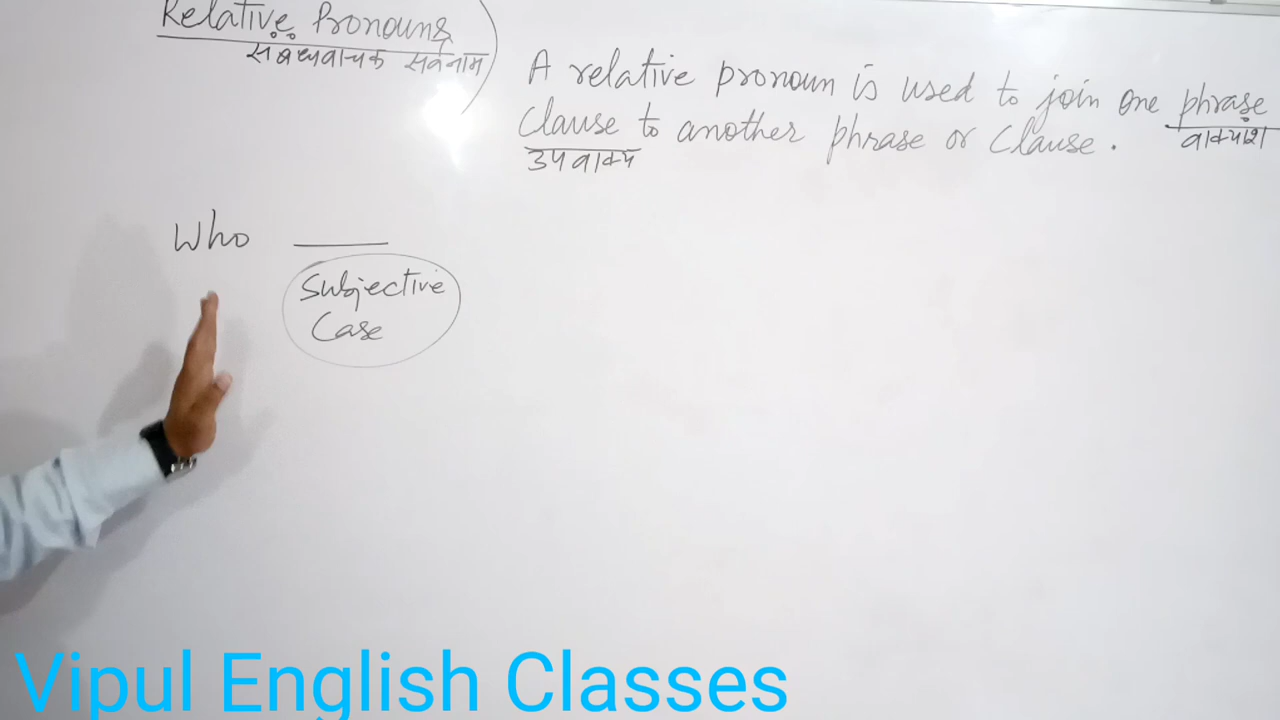 Relative Pronouns
सबधवाचक सर्वनाम
A relative pronoun is used to join one phrase
वाक्यांश
Clause to another phrase or Clause.
उपवाक्य
Who
Subjective
Case
Vipul English Classes